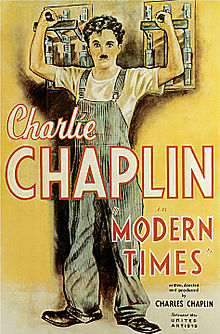 Charlie
CHAPLIN
in
"MODERN
TIMES"
written, directed
and produced
by
CHARLES CHAPLIN
Released thru
UNITED
ARTISTS